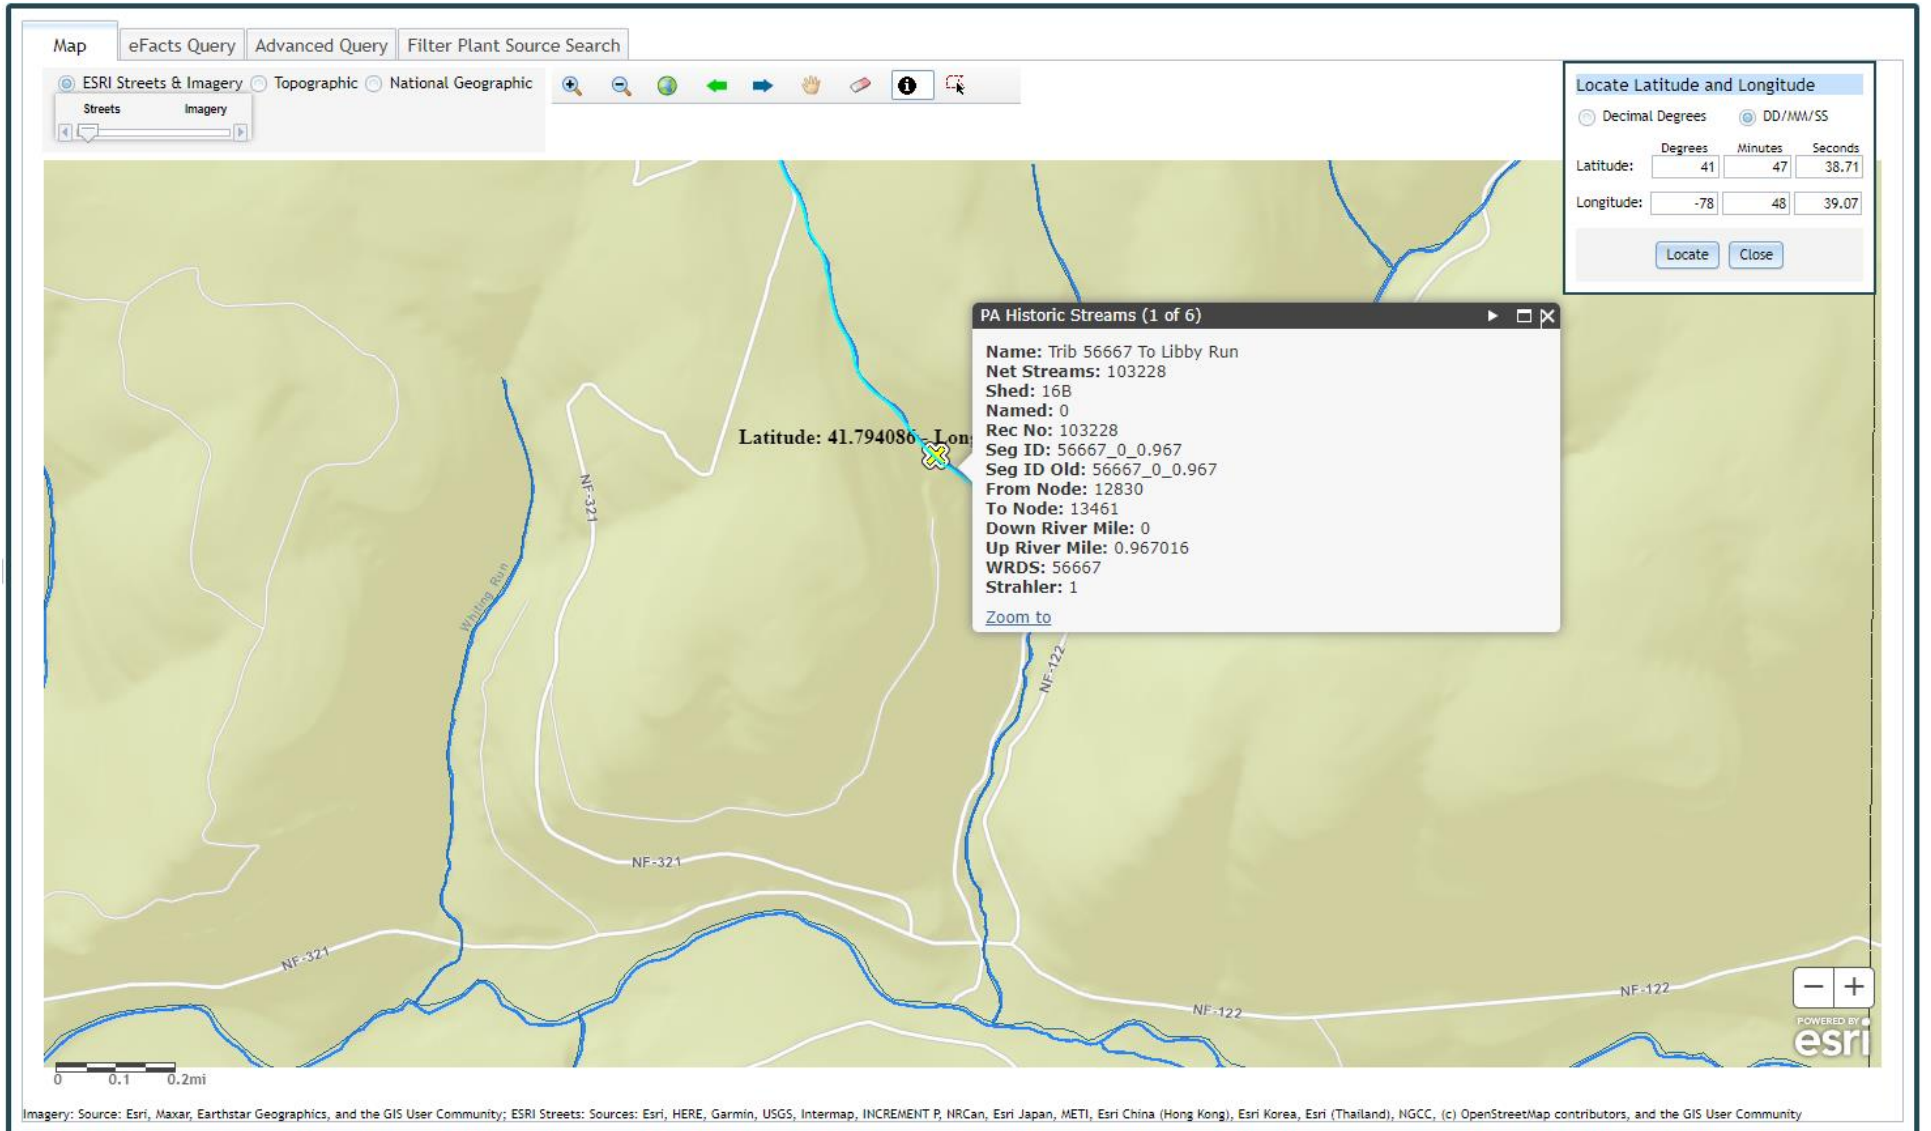 Map eFacts Query Advanced Query Filter Plant Source Search
ESRI Streets & Imagery Topographic National Geographic
Streets Imagery
Locate Latitude and Longitude
Decimal Degrees DD/MM/SS
Degrees Minutes Seconds
Latitude: 41 47 38.71
Longitude: -78 48 39.07
Locate Close
PA Historic Streams (1 of 6)
Name: Trib 56667 To Libby Run
Net Streams: 103228
Shed: 16B
Named: 0
Rec No: 103228
Seg ID: 56667_0_0.967
Seg ID Old: 56667_0_0.967
From Node: 12830
To Node: 13461
Down River Mile: 0
Up River Mile: 0.967016
WRDS: 56667
Strahler: 1
Zoom to
Latitude: 41.794086 - Lon
NF-321
Whiting Run
NF-122
NF-321
NF-321
NF-122
NF-122
POWERED BY
esri
0 0.1 0.2mi
Imagery: Source: Esri, Maxar, Earthstar Geographics, and the GIS User Community; ESRI Streets: Sources: Esri, HERE, Garmin, USGS, Intermap, INCREMENT P, NRCan, Esri Japan, METI, Esri China (Hong Kong), Esri Korea, Esri (Thailand), NGCC, (c) OpenStreetMap contributors, and the GIS User Community